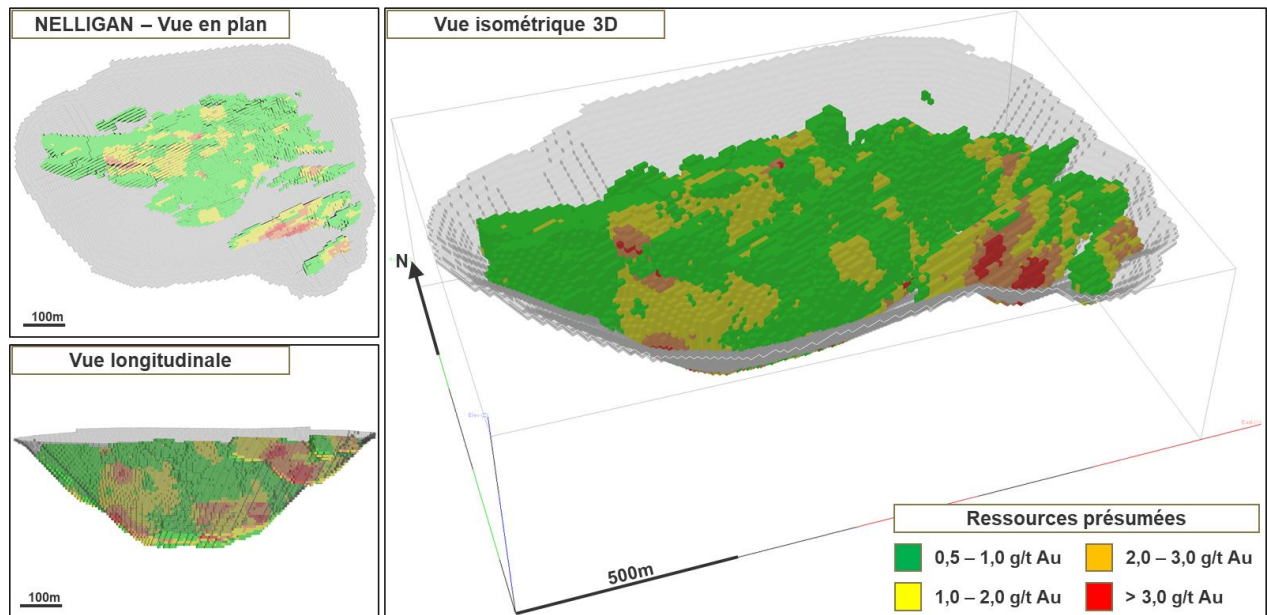 NELLIGAN – Vue en plan
100m
Vue longitudinale
100m
Vue isométrique 3D
N
500m
Ressources présumées
0,5 – 1,0 g/t Au
2,0 – 3,0 g/t Au
1,0 – 2,0 g/t Au
> 3,0 g/t Au